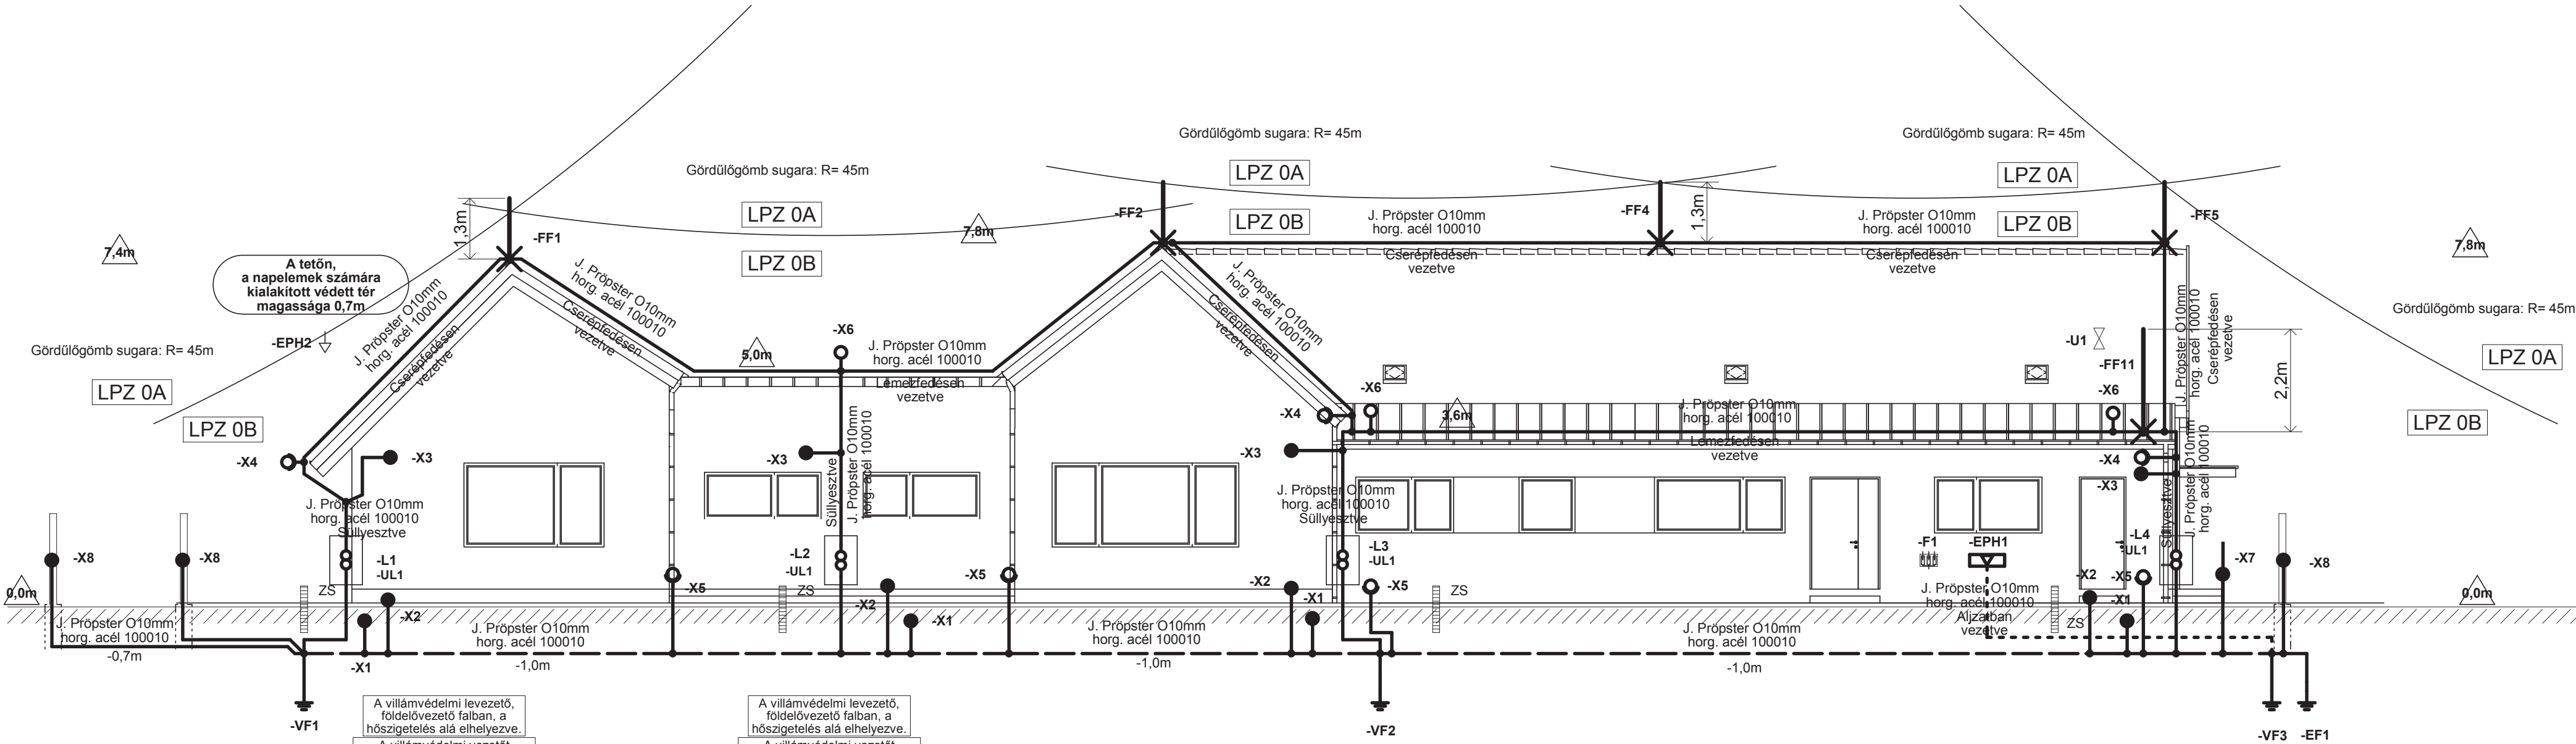 Gördűlőgömb sugara: R= 45m
Gördűlőgömb sugara: R= 45m
Gördűlőgömb sugara: R= 45m
LPZ 0A
LPZ 0A
LPZ 0A
LPZ 0B
LPZ 0B
LPZ 0B
1,3m
-FF1
-FF2
-FF4
1,3m
-FF5
J. Pröpster O10mm
horg. acél 100010
Cserépfedésen
vezetve
J. Pröpster O10mm
horg. acél 100010
Cserépfedésen
vezetve
7,4m
7,8m
7,8m
A tetőn,
a napelemek számára
kialakított védett tér
magassága 0,7m
-EPH2
Gördűlőgömb sugara: R= 45m
LPZ 0A
LPZ 0B
J. Pröpster O10mm
horg. acél 100010
Cserépfedésen
vezetve
J. Pröpster O10mm
horg. acél 100010
Cserépfedésen
vezetve
5,0m
-X6
J. Pröpster O10mm
horg. acél 100010
Lemezfedésen
vezetve
J. Pröpster O10mm
horg. acél 100010
Cserépfedésen
vezetve
Gördűlőgömb sugara: R= 45m
LPZ 0A
LPZ 0B
-U1
-FF11
2,2m
J. Pröpster O10mm
horg. acél 100010
Cserépfedésen
vezetve
-X6
-X6
-X4
3,6m
J. Pröpster O10mm
horg. acél 100010
Lemezfedésen
vezetve
-X4
-X3
-X3
-X3
-X4
-X3
Süllyesztve
J. Pröpster O10mm
horg. acél 100010
J. Pröpster O10mm
horg. acél 100010
Süllyesztve
J. Pröpster O10mm
horg. acél 100010
Süllyesztve
Süllyesztve
J. Pröpster O10mm
horg. acél 100010
-X8
-X8
-L1
-UL1
-L2
-UL1
-L3
-UL1
-F1
-EPH1
-L4
-UL1
-X7
-X8
0,0m
ZS
-X2
-X5
ZS
-X2
-X5
-X2
-X5
ZS
-X2
-X5
0,0m
J. Pröpster O10mm
horg. acél 100010
-0,7m
-X1
J. Pröpster O10mm
horg. acél 100010
-1,0m
-X1
J. Pröpster O10mm
horg. acél 100010
-1,0m
-X1
J. Pröpster O10mm
horg. acél 100010
-1,0m
J. Pröpster O10mm
horg. acél 100010
Aljzatban
vezetve
ZS
-X1
-VF1
-VF2
-VF3
-EF1
A villámvédelmi levezető,
földelővezető falban, a
hőszigetelés alá elhelyezve.
A villámvédelmi levezető,
földelővezető falban, a
hőszigetelés alá elhelyezve.